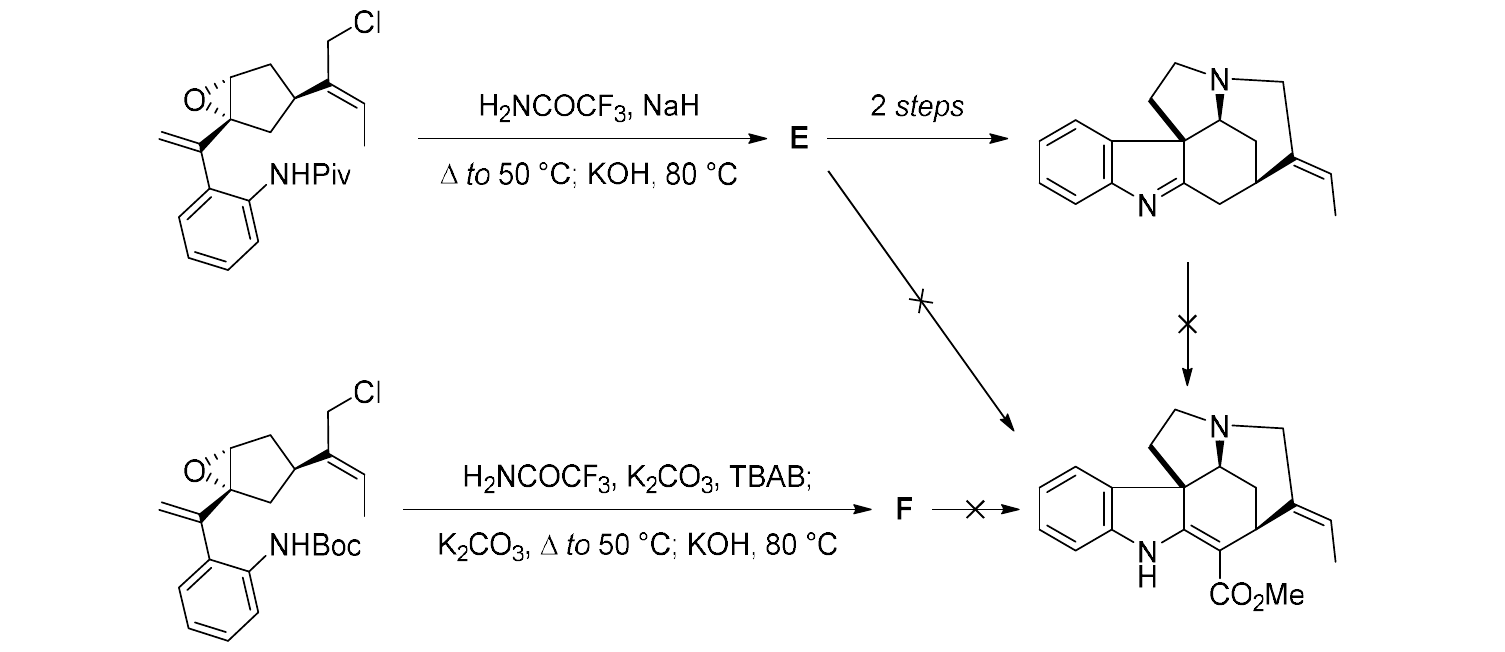 Cl
O
NHPiv
H₂NCOCF₃, NaH
Δ to 50 °C; KOH, 80 °C
E
2 steps
N
N
Cl
O
NHBoc
H₂NCOCF₃, K₂CO₃, TBAB;
K₂CO₃, Δ to 50 °C; KOH, 80 °C
F
N
N
H
CO₂Me